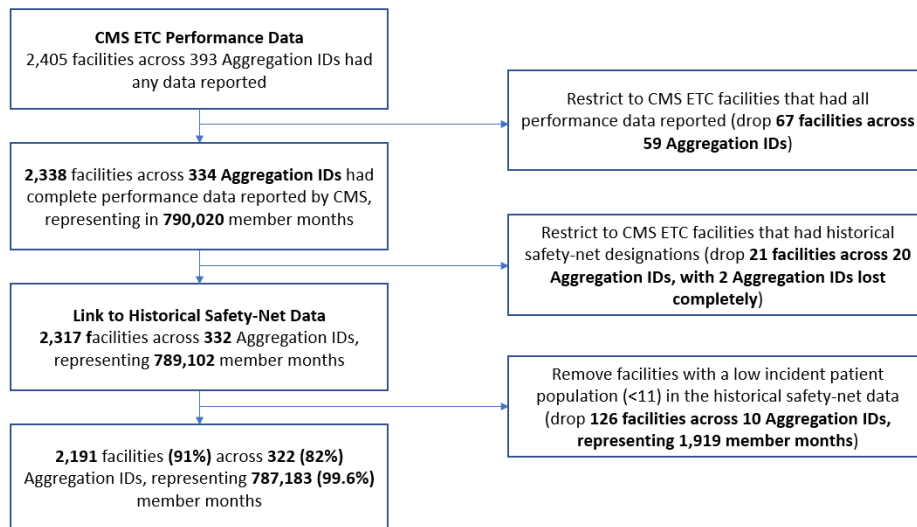 CMS ETC Performance Data
2,405 facilities across 393 Aggregation IDs had
any data reported
Restrict to CMS ETC facilities that had all
performance data reported (drop 67 facilities across
59 Aggregation IDs)
2,338 facilities across 334 Aggregation IDs had
complete performance data reported by CMS,
representing in 790,020 member months
Restrict to CMS ETC facilities that had historical
safety-net designations (drop 21 facilities across 20
Aggregation IDs, with 2 Aggregation IDs lost
completely)
Link to Historical Safety-Net Data
2,317 facilities across 332 Aggregation IDs,
representing 789,102 member months
Remove facilities with a low incident patient
population (<11) in the historical safety-net data
(drop 126 facilities across 10 Aggregation IDs,
representing 1,919 member months)
2,191 facilities (91%) across 322 (82%)
Aggregation IDs, representing 787,183 (99.6%)
member months